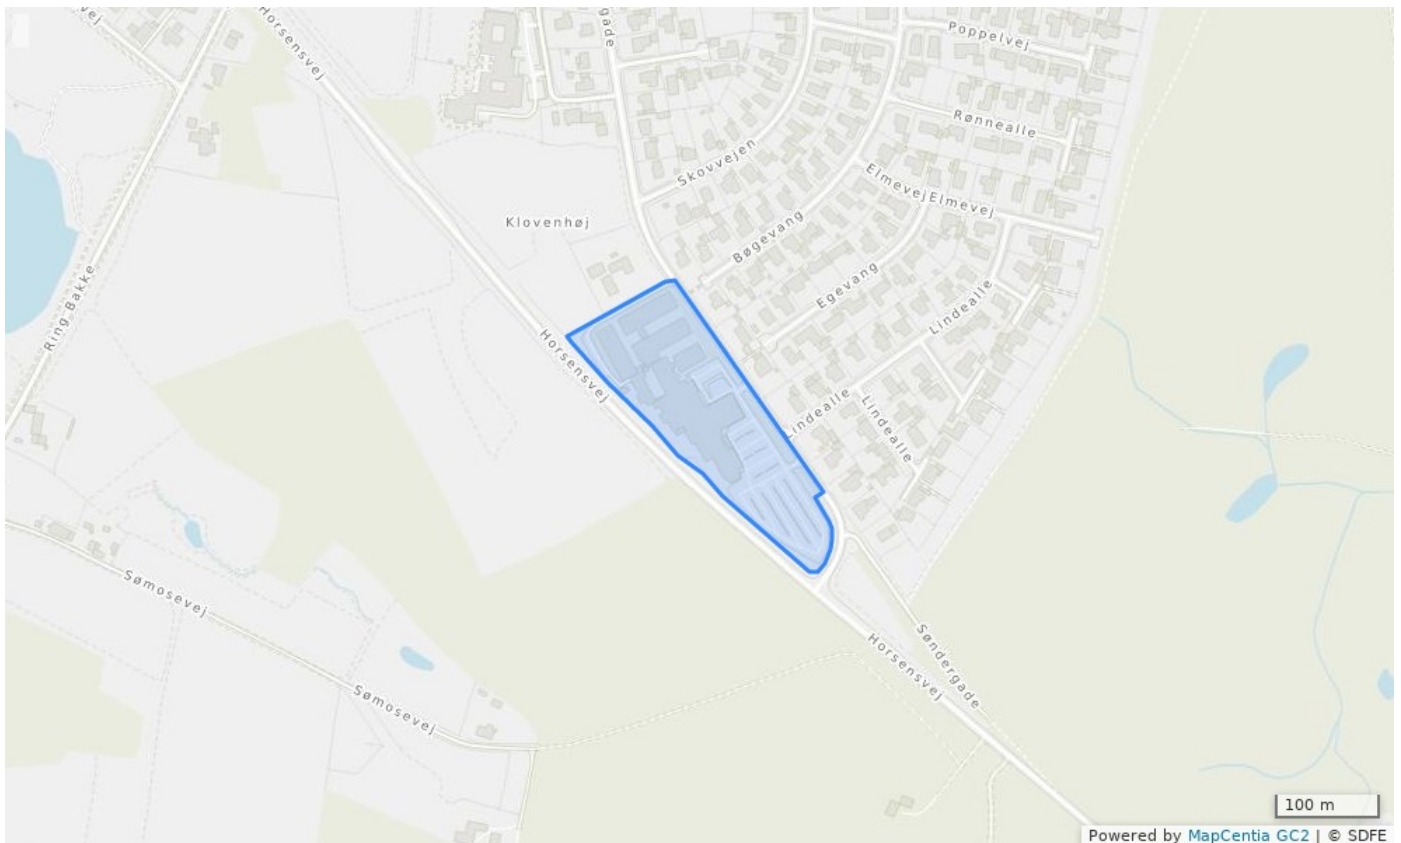 vej
Horsensvej
gade
Poppelvej
Rønnealle
Skovvejen
Elmevej
Elmevej
Klovenhøj
Bøgevang
Egevang
Ring Bakke
Lindealle
Horsensvej
Lindealle
Lindealle
Sømosevej
Horsensvej
Søndergade
Sømosevej
100 m
Powered by MapCentia GC2 | © SDFE